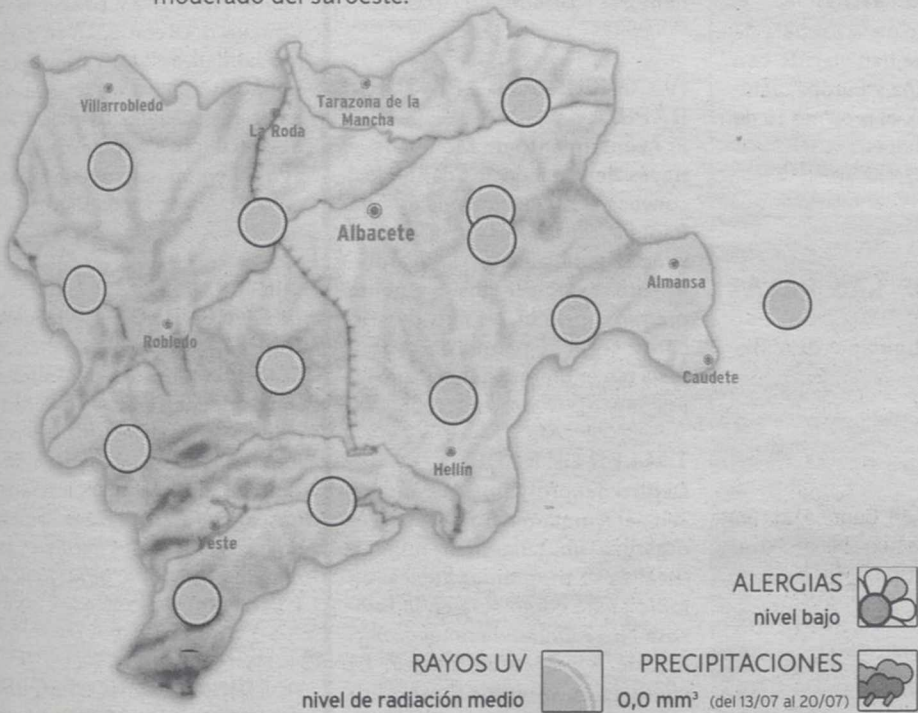 moderado del suroeste.
Villarrobledo
Tarazona de la
Mancha
La Roda
Albacete
Almansa
Robledo
Caudete
Hellín
Yeste
ALERGIAS
nivel bajo
RAYOS UV
nivel de radiación medio
PRECIPITACIONES
0,0 mm³ (del 13/07 al 20/07)